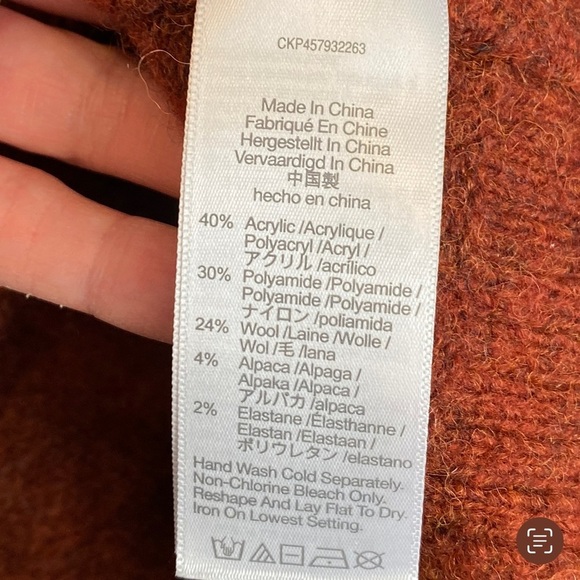 CKP457932263
Made In China
Fabriqué En Chine
Hergestellt In China
Vervaardigd In China
中国製
hecho en china
40% Acrylic /Acrylique /
Polyacryl /Acryl /
アクリル /acrílico
30% Polyamide /Polyamide /
Polyamide /Polyamide /
ナイロン /poliamida
24% Wool /Laine /Wolle /
Wol /毛 /lana
4% Alpaca /Alpaga /
Alpaka /Alpaca /
アルパカ /alpaca
2% Elastane /Élasthanne /
Elastan /Elastaan /
ポリウレタン /elastano
Hand Wash Cold Separately.
Non-Chlorine Bleach Only.
Reshape And Lay Flat To Dry.
Iron On Lowest Setting.